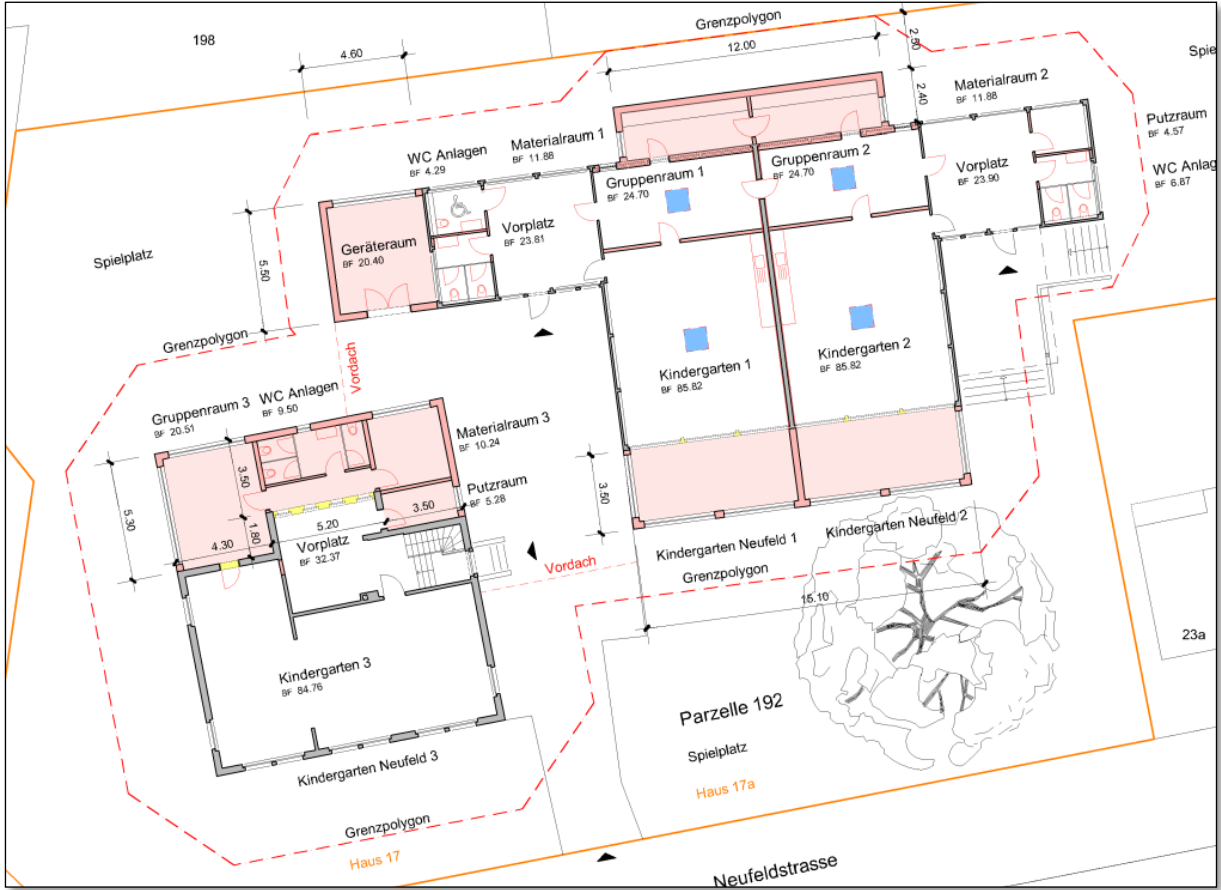 Grenzpolygon
198
4.60
12.00
2.50
Spie
2.40
Materialraum 2
BF 11.88
Putzraum
BF 4.57
Materialraum 1
BF 11.88
WC Anlagen
BF 4.29
Gruppenraum 2
BF 24.70
Vorplatz
BF 23.90
WC Anlag
BF 6.87
Gruppenraum 1
BF 24.70
Vorplatz
BF 23.81
Geräteraum
BF 20.40
Spielplatz
5.50
Grenzpolygon
Vordach
Kindergarten 1
BF 85.82
Kindergarten 2
BF 85.82
WC Anlagen
BF 9.50
Gruppenraum 3
BF 20.51
Materialraum 3
BF 10.24
Putzraum
BF 5.28
3.50
5.30
3.50
3.50
5.20
1.80
4.30
Vorplatz
BF 32.37
Vordach
Kindergarten Neufeld 1
Kindergarten Neufeld 2
Grenzpolygon
15.10
23a
Kindergarten 3
BF 84.76
Parzelle 192
Spielplatz
Haus 17a
Kindergarten Neufeld 3
Grenzpolygon
Haus 17
Neufeldstrasse